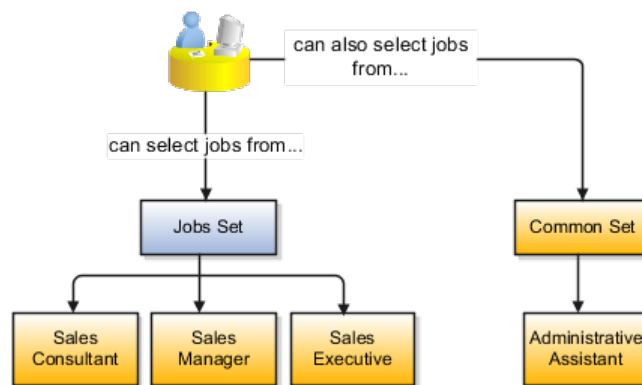 can also select jobs
from...
can select jobs from...
Jobs Set
Common Set
Sales
Consultant
Sales
Manager
Sales
Executive
Administrative
Assistant